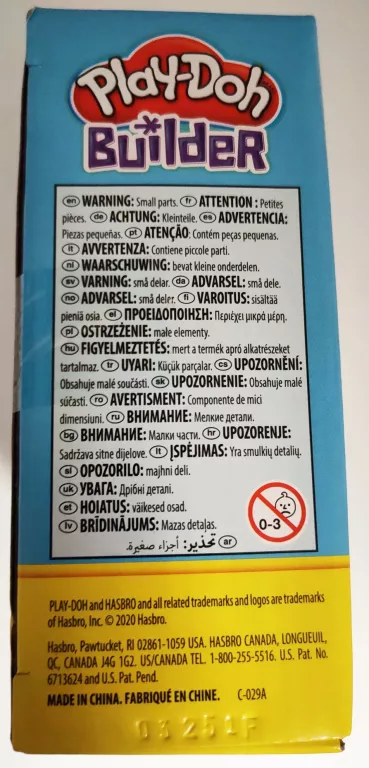 PLAY-DOH
BUILDER
en WARNING: Small parts. fr ATTENTION : Petites
pièces. de ACHTUNG: Kleinteile. es ADVERTENCIA:
Piezas pequeñas. pt ATENÇÃO: Contém peças pequenas.
it AVVERTENZA: Contiene piccole parti.
nl WAARSCHUWING: bevat kleine onderdelen.
sv VARNING: små delar. da ADVARSEL: små dele.
no ADVARSEL: små deler. fi VAROITUS: sisältää
pieniä osia. el ΠΡΟΕΙΔΟΠΟΙΗΣΗ: Περιέχει μικρά μέρη.
pl OSTRZEŻENIE: małe elementy.
hu FIGYELMEZTETÉS: mert a termék apró alkatrészeket
tartalmaz. tr UYARI: Küçük parçalar. cs UPOZORNĚNÍ:
Obsahuje malé součásti. sk UPOZORNENIE: Obsahuje malé
súčasti. ro AVERTISMENT: Componente de mici
dimensiuni. ru ВНИМАНИЕ: Мелкие детали.
bg ВНИМАНИЕ: Малки части. hr UPOZORENJE:
Sadržava sitne dijelove. lt ĮSPĖJIMAS: Yra smulkių detalių.
sl OPOZORILO: majhni deli.
uk УВАГА: Дрібні деталі.
et HOIATUS: väikesed osad.
lv BRĪDINĀJUMS: Mazas detaļas.
ar تحذير: أجزاء صغيرة.
0-3
PLAY-DOH and HASBRO and all related trademarks and logos are trademarks
of Hasbro, Inc. © 2020 Hasbro.
Hasbro, Pawtucket, RI 02861-1059 USA. HASBRO CANADA, LONGUEUIL,
QC, CANADA J4G 1G2. US/CANADA TEL. 1-800-255-5516. U.S. Pat. No.
6713624 and U.S. Pat. Pend.
MADE IN CHINA. FABRIQUÉ EN CHINE. C-029A
03251F